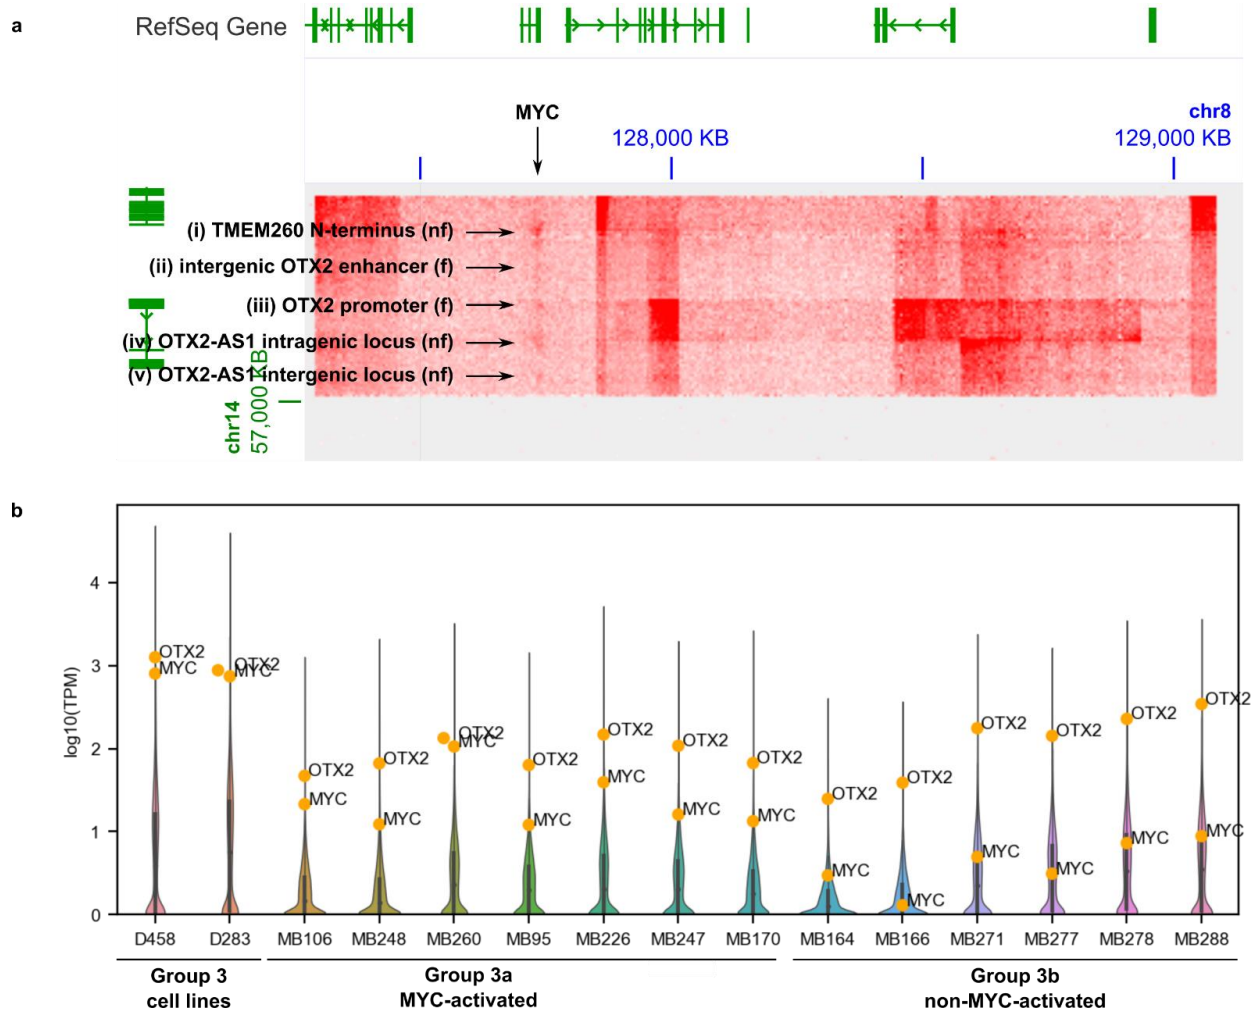 a
RefSeq Gene
MYC
chr8
128,000 KB
129,000 KB
(i) TMEM260 N-terminus (nf)
(ii) intergenic OTX2 enhancer (f)
(iii) OTX2 promoter (f)
(iv) OTX2-AS1 intragenic locus (nf)
(v) OTX2-AS1 intergenic locus (nf)
chr14
57,000 KB
b
log10(TPM)
4
3
2
1
0
OTX2
MYC
OTX2
MYC
OTX2
MYC
OTX2
MYC
OTX2
MYC
OTX2
MYC
OTX2
MYC
OTX2
MYC
OTX2
MYC
OTX2
MYC
OTX2
MYC
OTX2
MYC
OTX2
MYC
OTX2
MYC
OTX2
MYC
D458 D283 MB106 MB248 MB260 MB95 MB226 MB247 MB170 MB164 MB166 MB271 MB277 MB278 MB288
Group 3
cell lines
Group 3a
MYC-activated
Group 3b
non-MYC-activated